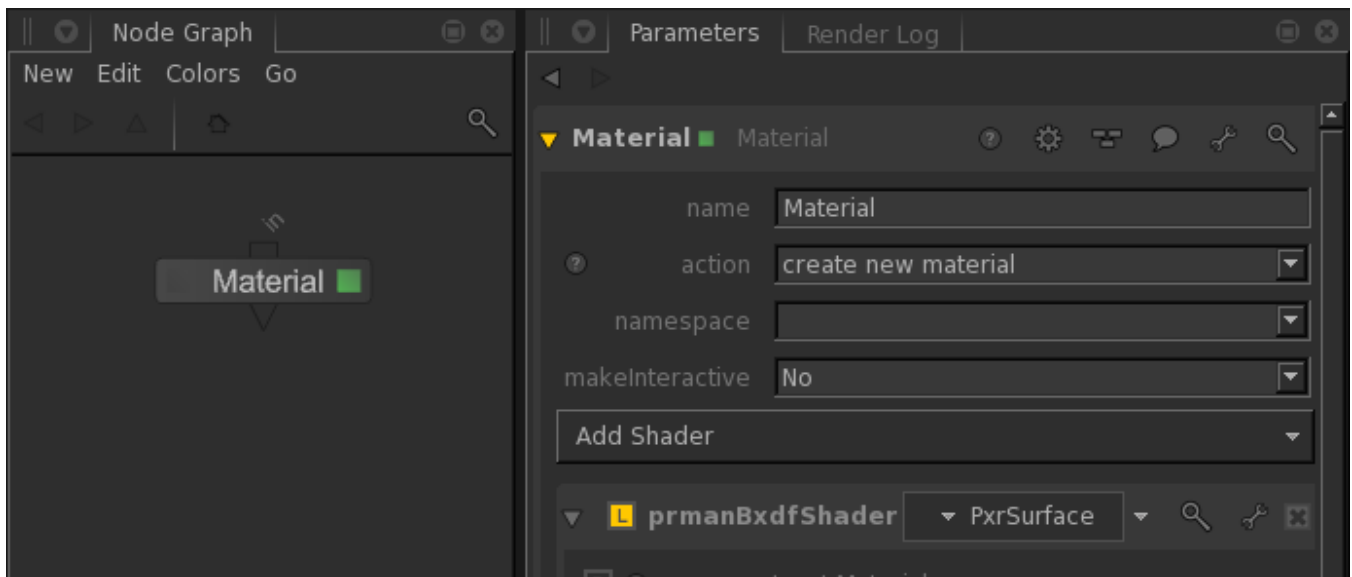 Node Graph
New Edit Colors Go
in
Material
Parameters Render Log
Material Material
name Material
action create new material
namespace
makeInteractive No
Add Shader
L prmanBxdfShader PxrSurface